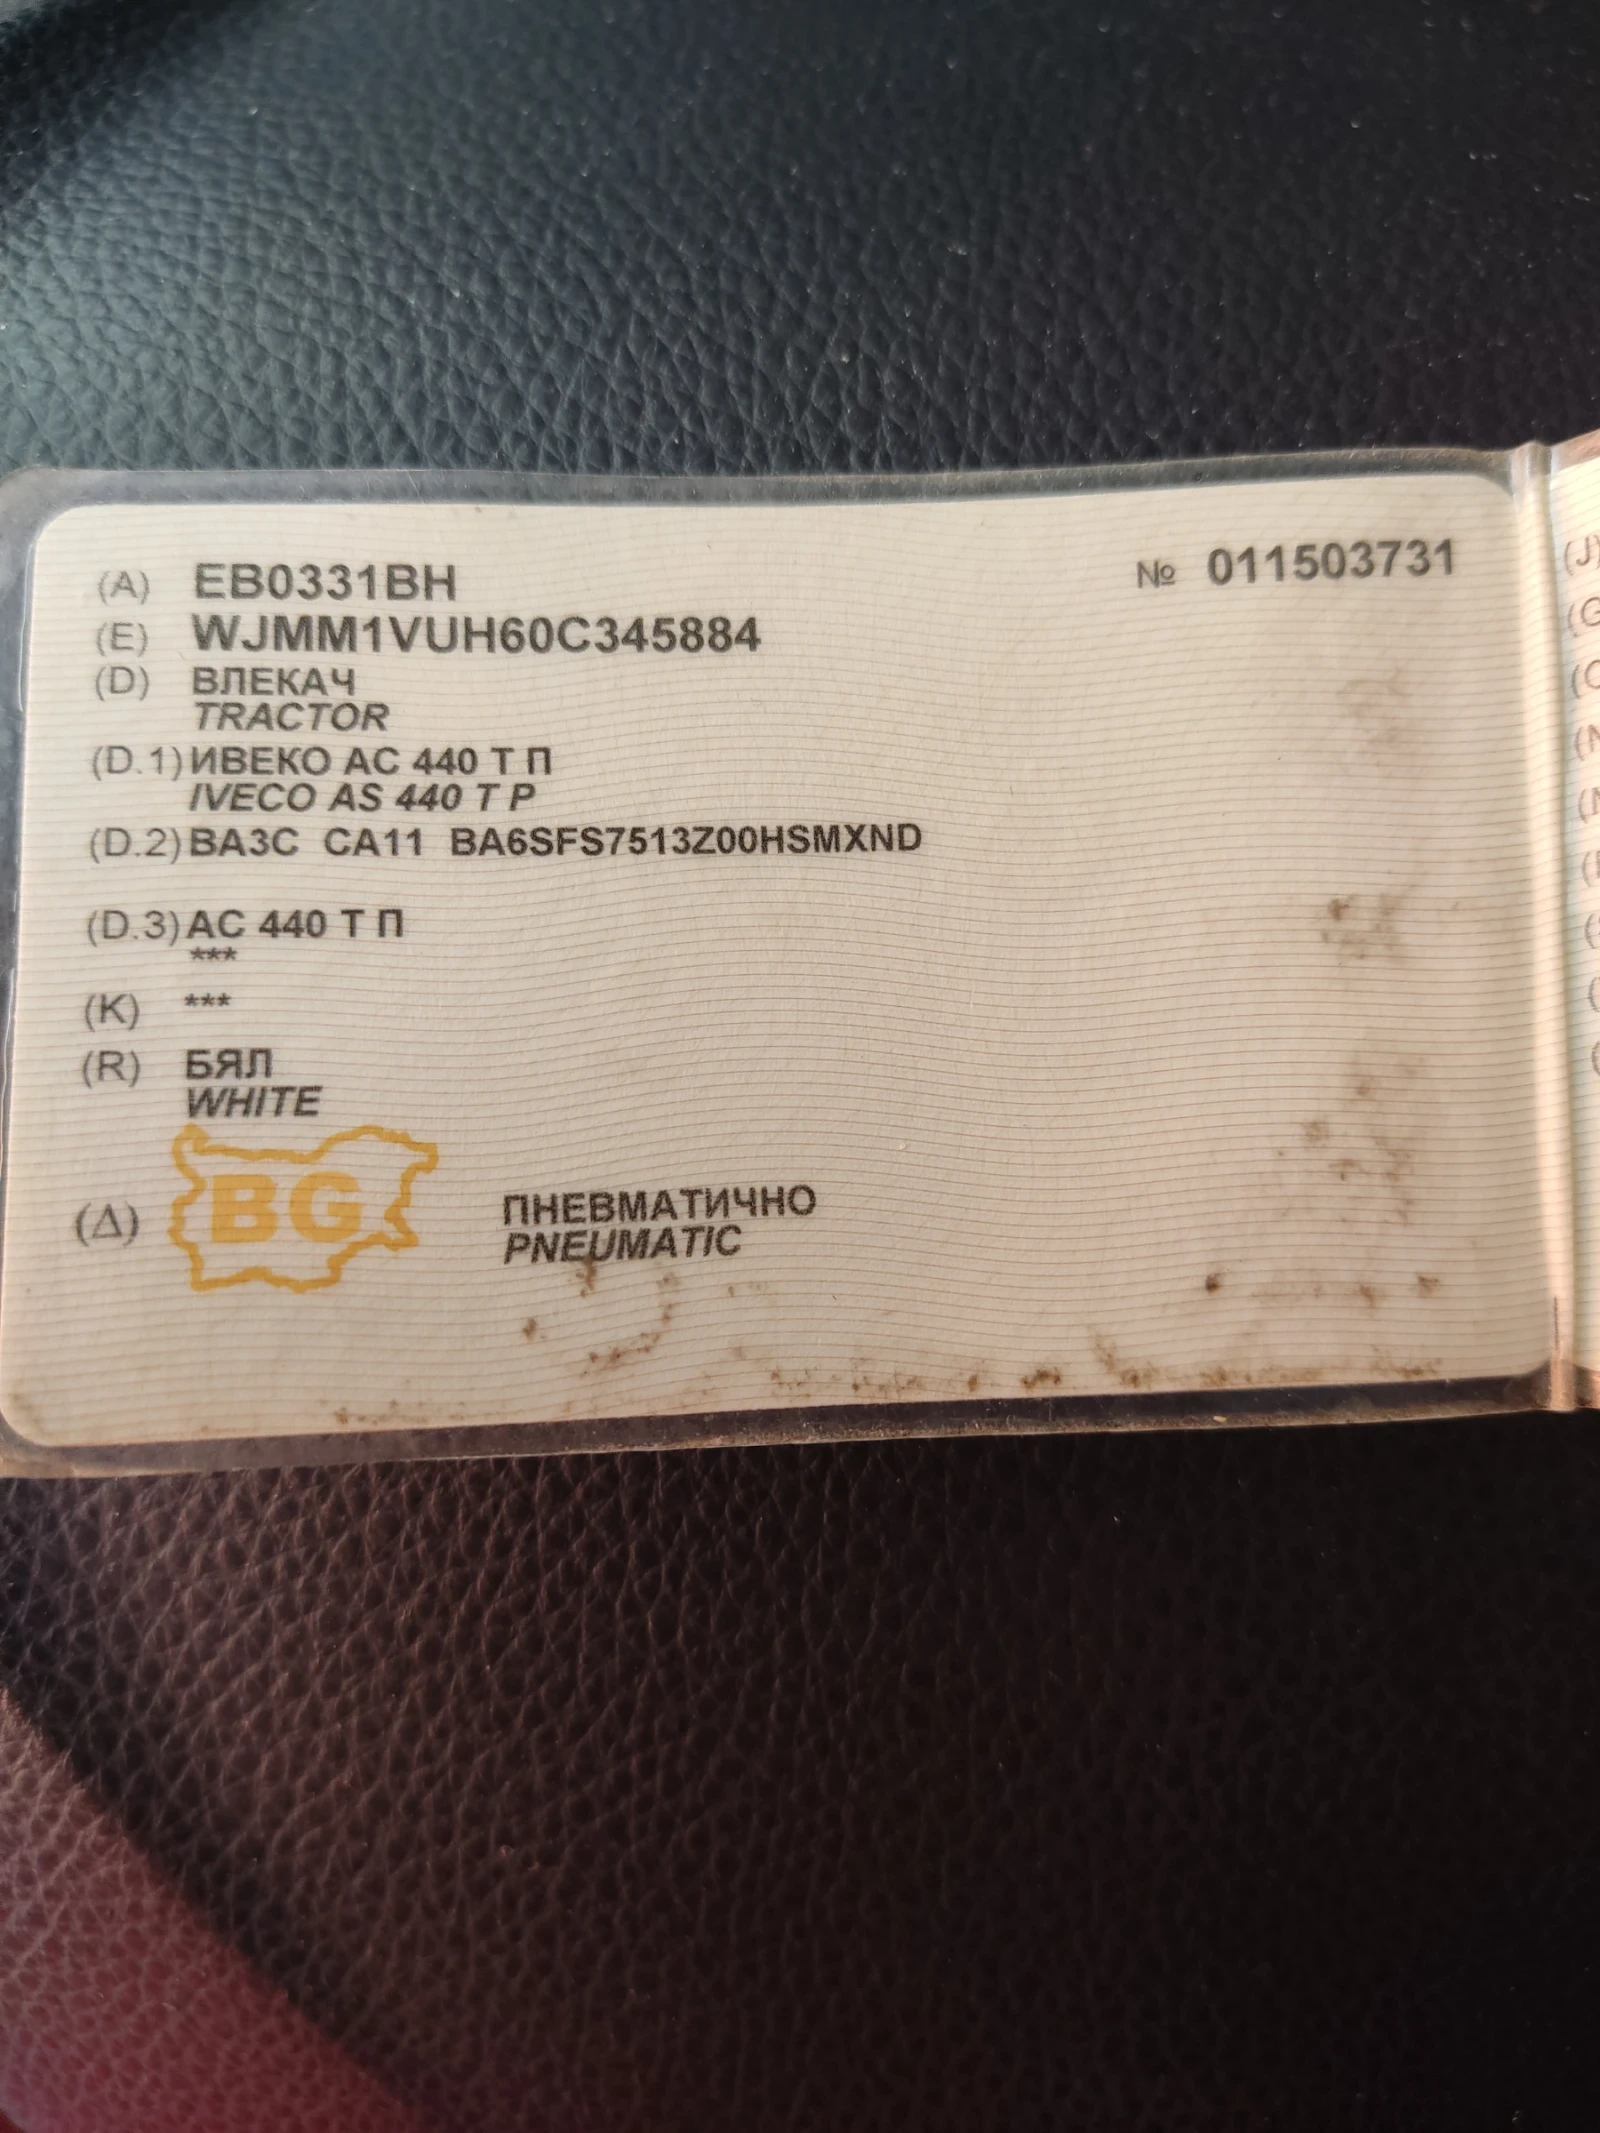 (A) EB0331BH № 011503731
(E) WJMM1VUH60C345884
(D) ВЛЕКАЧ
TRACTOR
(D.1) ИВЕКО АС 440 Т П
IVECO AS 440 T P
(D.2) BA3C CA11 BA6SFS7513Z00HSMXND
(D.3) АС 440 Т П
***
(K) ***
(R) БЯЛ
WHITE
(Δ) BG ПНЕВМАТИЧНО
PNEUMATIC
(J)